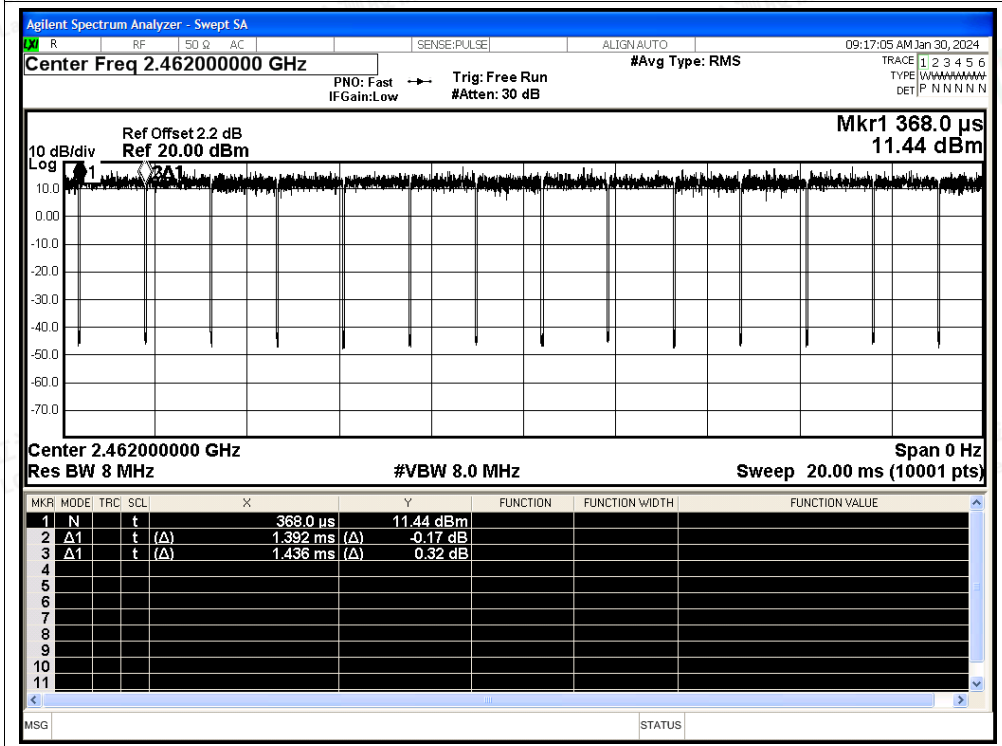 Agilent Spectrum Analyzer - Swept SA
LXI R RF 50 Ω AC SENSE:PULSE ALIGN AUTO 09:17:05 AM Jan 30, 2024
Center Freq 2.462000000 GHz #Avg Type: RMS TRACE 1 2 3 4 5 6
PNO: Fast Trig: Free Run TYPE WWWWWW
IFGain:Low #Atten: 30 dB DET P N N N N N
Mkr1 368.0 µs
Ref Offset 2.2 dB
10 dB/div Ref 20.00 dBm 11.44 dBm
Log
1 3Δ1
10.0
0.00
-10.0
-20.0
-30.0
-40.0
-50.0
-60.0
-70.0
Center 2.462000000 GHz Span 0 Hz
Res BW 8 MHz #VBW 8.0 MHz Sweep 20.00 ms (10001 pts)
MKR MODE TRC SCL X Y FUNCTION FUNCTION WIDTH FUNCTION VALUE
1 N t 368.0 µs 11.44 dBm
2 Δ1 t (Δ) 1.392 ms (Δ) -0.17 dB
3 Δ1 t (Δ) 1.436 ms (Δ) 0.32 dB
4
5
6
7
8
9
10
11
MSG STATUS